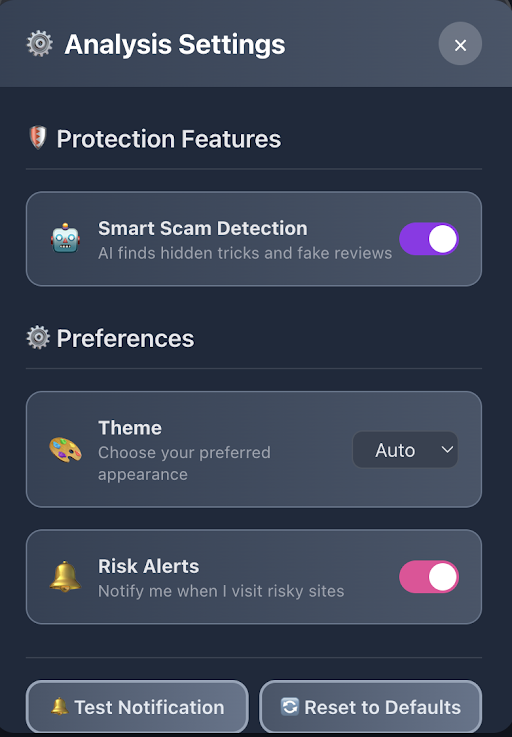 Analysis Settings
Protection Features
Smart Scam Detection
AI finds hidden tricks and fake reviews
Preferences
Theme
Choose your preferred
appearance
Auto
Risk Alerts
Notify me when I visit risky sites
Test Notification
Reset to Defaults